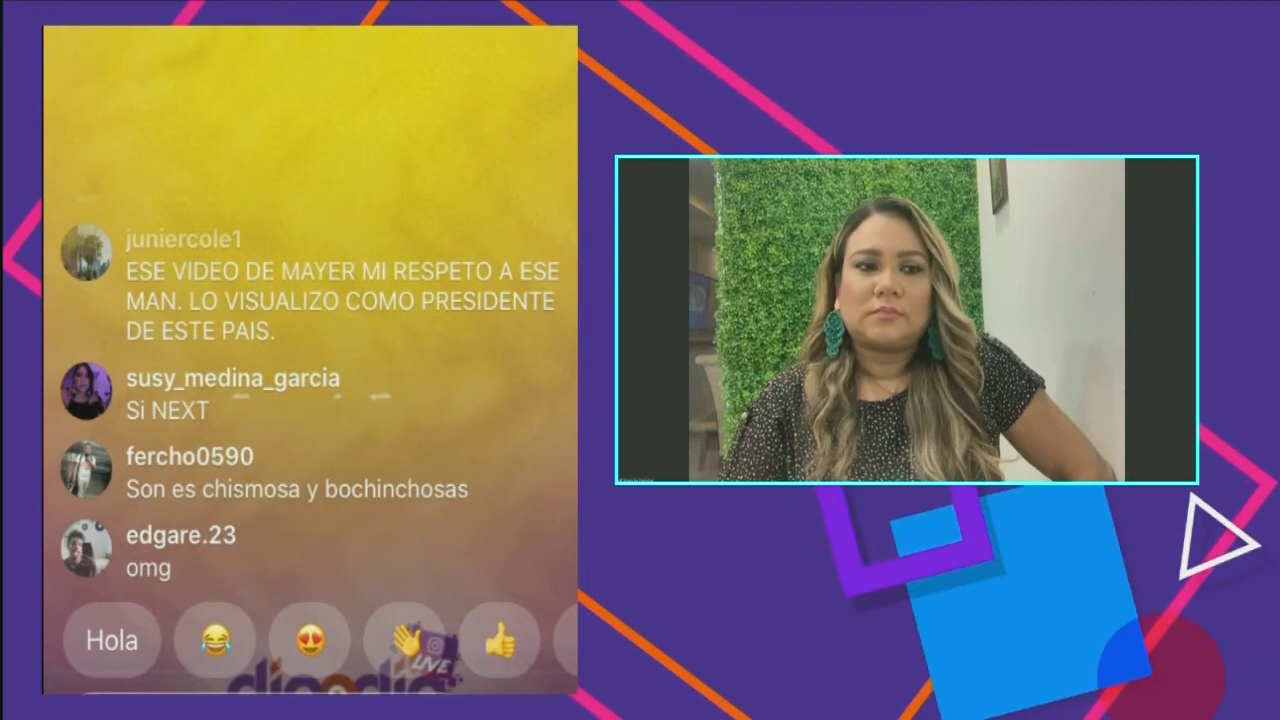 juniercole1
ESE VIDEO DE MAYER MI RESPETO A ESE
MAN. LO VISUALIZO COMO PRESIDENTE
DE ESTE PAIS.
susy_medina_garcia
Si NEXT
fercho0590
Son es chismosa y bochinchosas
edgare.23
omg
Hola
LIVE